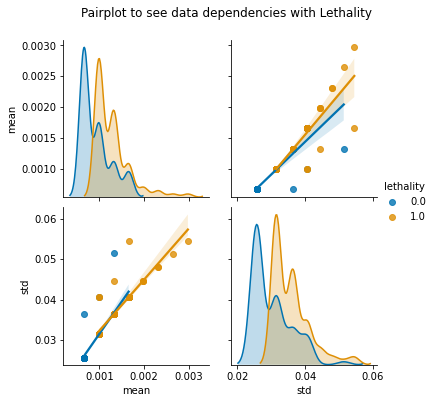 Pairplot to see data dependencies with Lethality
0.0030
0.0025
0.0020
0.0015
0.0010
mean
lethality
0.0
1.0
0.06
0.05
0.04
0.03
std
0.001
0.002
0.003
mean
0.02
0.04
0.06
std